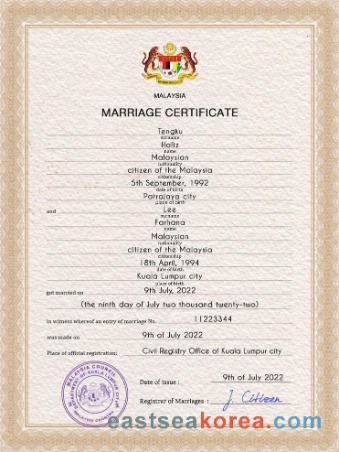 MALAYSIA
MARRIAGE CERTIFICATE
Tengku
surname
Hafiz
name
Malaysian
nationality
citizen of the Malaysia
citizenship
5th September, 1992
date of birth
Patrajaya city
place of birth
and Lee
surname
Farhana
name
Malaysian
nationality
citizen of the Malaysia
citizenship
18th April, 1994
date of birth
Kuala Lumpur city
place of birth
got married on 9th July, 2022
(the ninth day of July two thousand twenty-two)
in witness whereof an entry of marriage No. 11223344
was made on 9th of July 2022
Place of official registration: Civil Registry Office of Kuala Lumpur city
Date of issue : 9th of July 2022
Registrar of Marriages : J. Citizen
MALAYSIA COUNCIL
eastseakorea.com